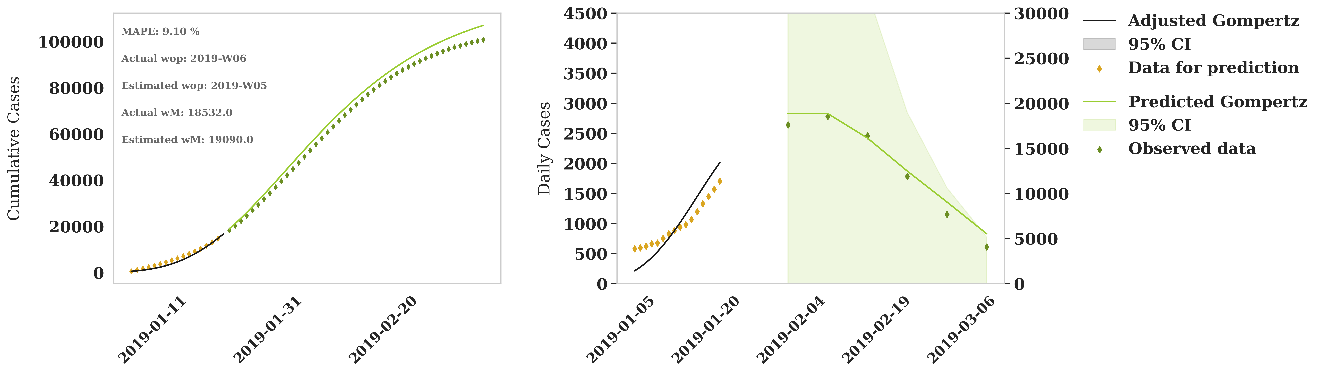 Cumulative Cases
100000
80000
60000
40000
20000
0
MAPE: 9.10 %
Actual wop: 2019-W06
Estimated wop: 2019-W05
Actual wM: 18532.0
Estimated wM: 19090.0
2019-01-11
2019-01-31
2019-02-20
Daily Cases
4500
4000
3500
3000
2500
2000
1500
1000
500
0
30000
25000
20000
15000
10000
5000
0
2019-01-05
2019-01-20
2019-02-04
2019-02-19
2019-03-06
Adjusted Gompertz
95% CI
Data for prediction
Predicted Gompertz
95% CI
Observed data